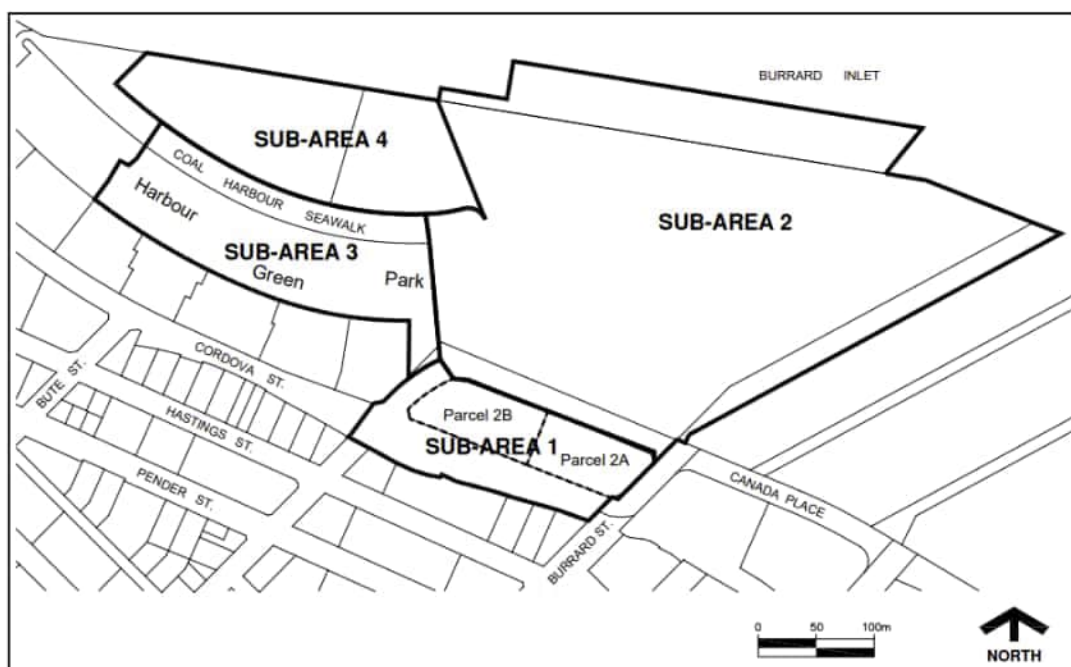 BURRARD INLET
SUB-AREA 4
COAL HARBOUR SEAWALK
Harbour
Green
Park
SUB-AREA 3
SUB-AREA 2
CORDOVA ST.
BUTE ST.
HASTINGS ST.
PENDER ST.
Parcel 2B
SUB-AREA 1
Parcel 2A
CANADA PLACE
BURRARD ST.
0 50 100m
NORTH